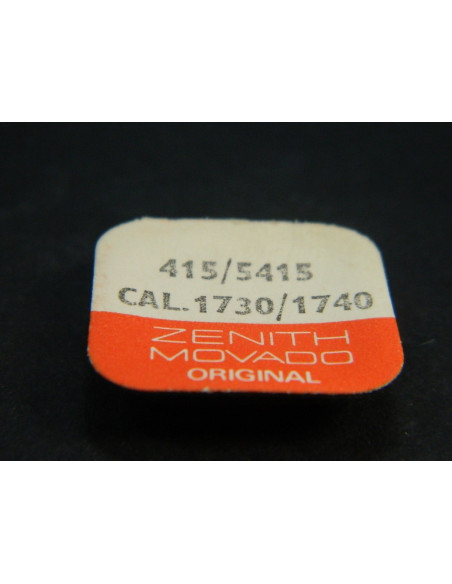 415/5415
CAL.1730/1740
ZENITH
MOVADO
ORIGINAL